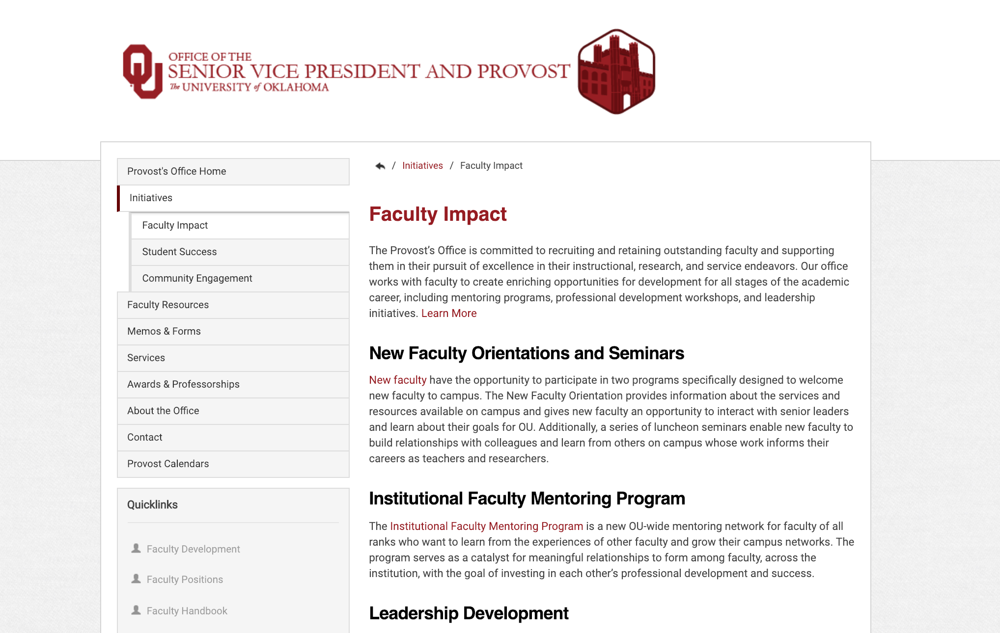 OU
OFFICE OF THE
SENIOR VICE PRESIDENT AND PROVOST
The UNIVERSITY of OKLAHOMA
Provost's Office Home
Initiatives
Faculty Impact
Student Success
Community Engagement
Faculty Resources
Memos & Forms
Services
Awards & Professorships
About the Office
Contact
Provost Calendars
Quicklinks
Faculty Development
Faculty Positions
Faculty Handbook
/ Initiatives / Faculty Impact
Faculty Impact
The Provost’s Office is committed to recruiting and retaining outstanding faculty and supporting
them in their pursuit of excellence in their instructional, research, and service endeavors. Our office
works with faculty to create enriching opportunities for development for all stages of the academic
career, including mentoring programs, professional development workshops, and leadership
initiatives. Learn More
New Faculty Orientations and Seminars
New faculty have the opportunity to participate in two programs specifically designed to welcome
new faculty to campus. The New Faculty Orientation provides information about the services and
resources available on campus and gives new faculty an opportunity to interact with senior leaders
and learn about their goals for OU. Additionally, a series of luncheon seminars enable new faculty to
build relationships with colleagues and learn from others on campus whose work informs their
careers as teachers and researchers.
Institutional Faculty Mentoring Program
The Institutional Faculty Mentoring Program is a new OU-wide mentoring network for faculty of all
ranks who want to learn from the experiences of other faculty and grow their campus networks. The
program serves as a catalyst for meaningful relationships to form among faculty, across the
institution, with the goal of investing in each other’s professional development and success.
Leadership Development